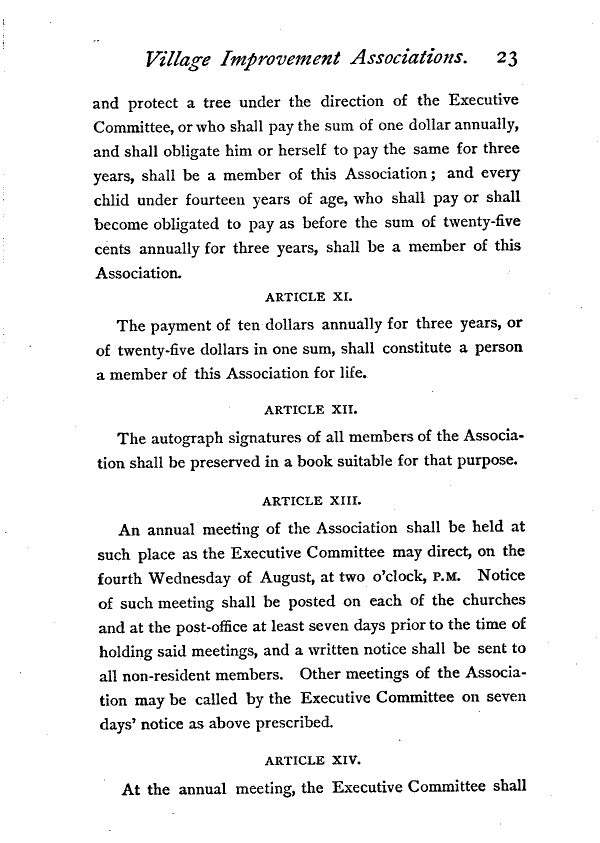 Village Improvement Associations. 23
and protect a tree under the direction of the Executive
Committee, or who shall pay the sum of one dollar annually,
and shall obligate him or herself to pay the same for three
years, shall be a member of this Association; and every
chlid under fourteen years of age, who shall pay or shall
become obligated to pay as before the sum of twenty-five
cents annually for three years, shall be a member of this
Association.
ARTICLE XI.
The payment of ten dollars annually for three years, or
of twenty-five dollars in one sum, shall constitute a person
a member of this Association for life.
ARTICLE XII.
The autograph signatures of all members of the Associa-
tion shall be preserved in a book suitable for that purpose.
ARTICLE XIII.
An annual meeting of the Association shall be held at
such place as the Executive Committee may direct, on the
fourth Wednesday of August, at two o'clock, P.M. Notice
of such meeting shall be posted on each of the churches
and at the post-office at least seven days prior to the time of
holding said meetings, and a written notice shall be sent to
all non-resident members. Other meetings of the Associa-
tion may be called by the Executive Committee on seven
days' notice as above prescribed.
ARTICLE XIV.
At the annual meeting, the Executive Committee shall